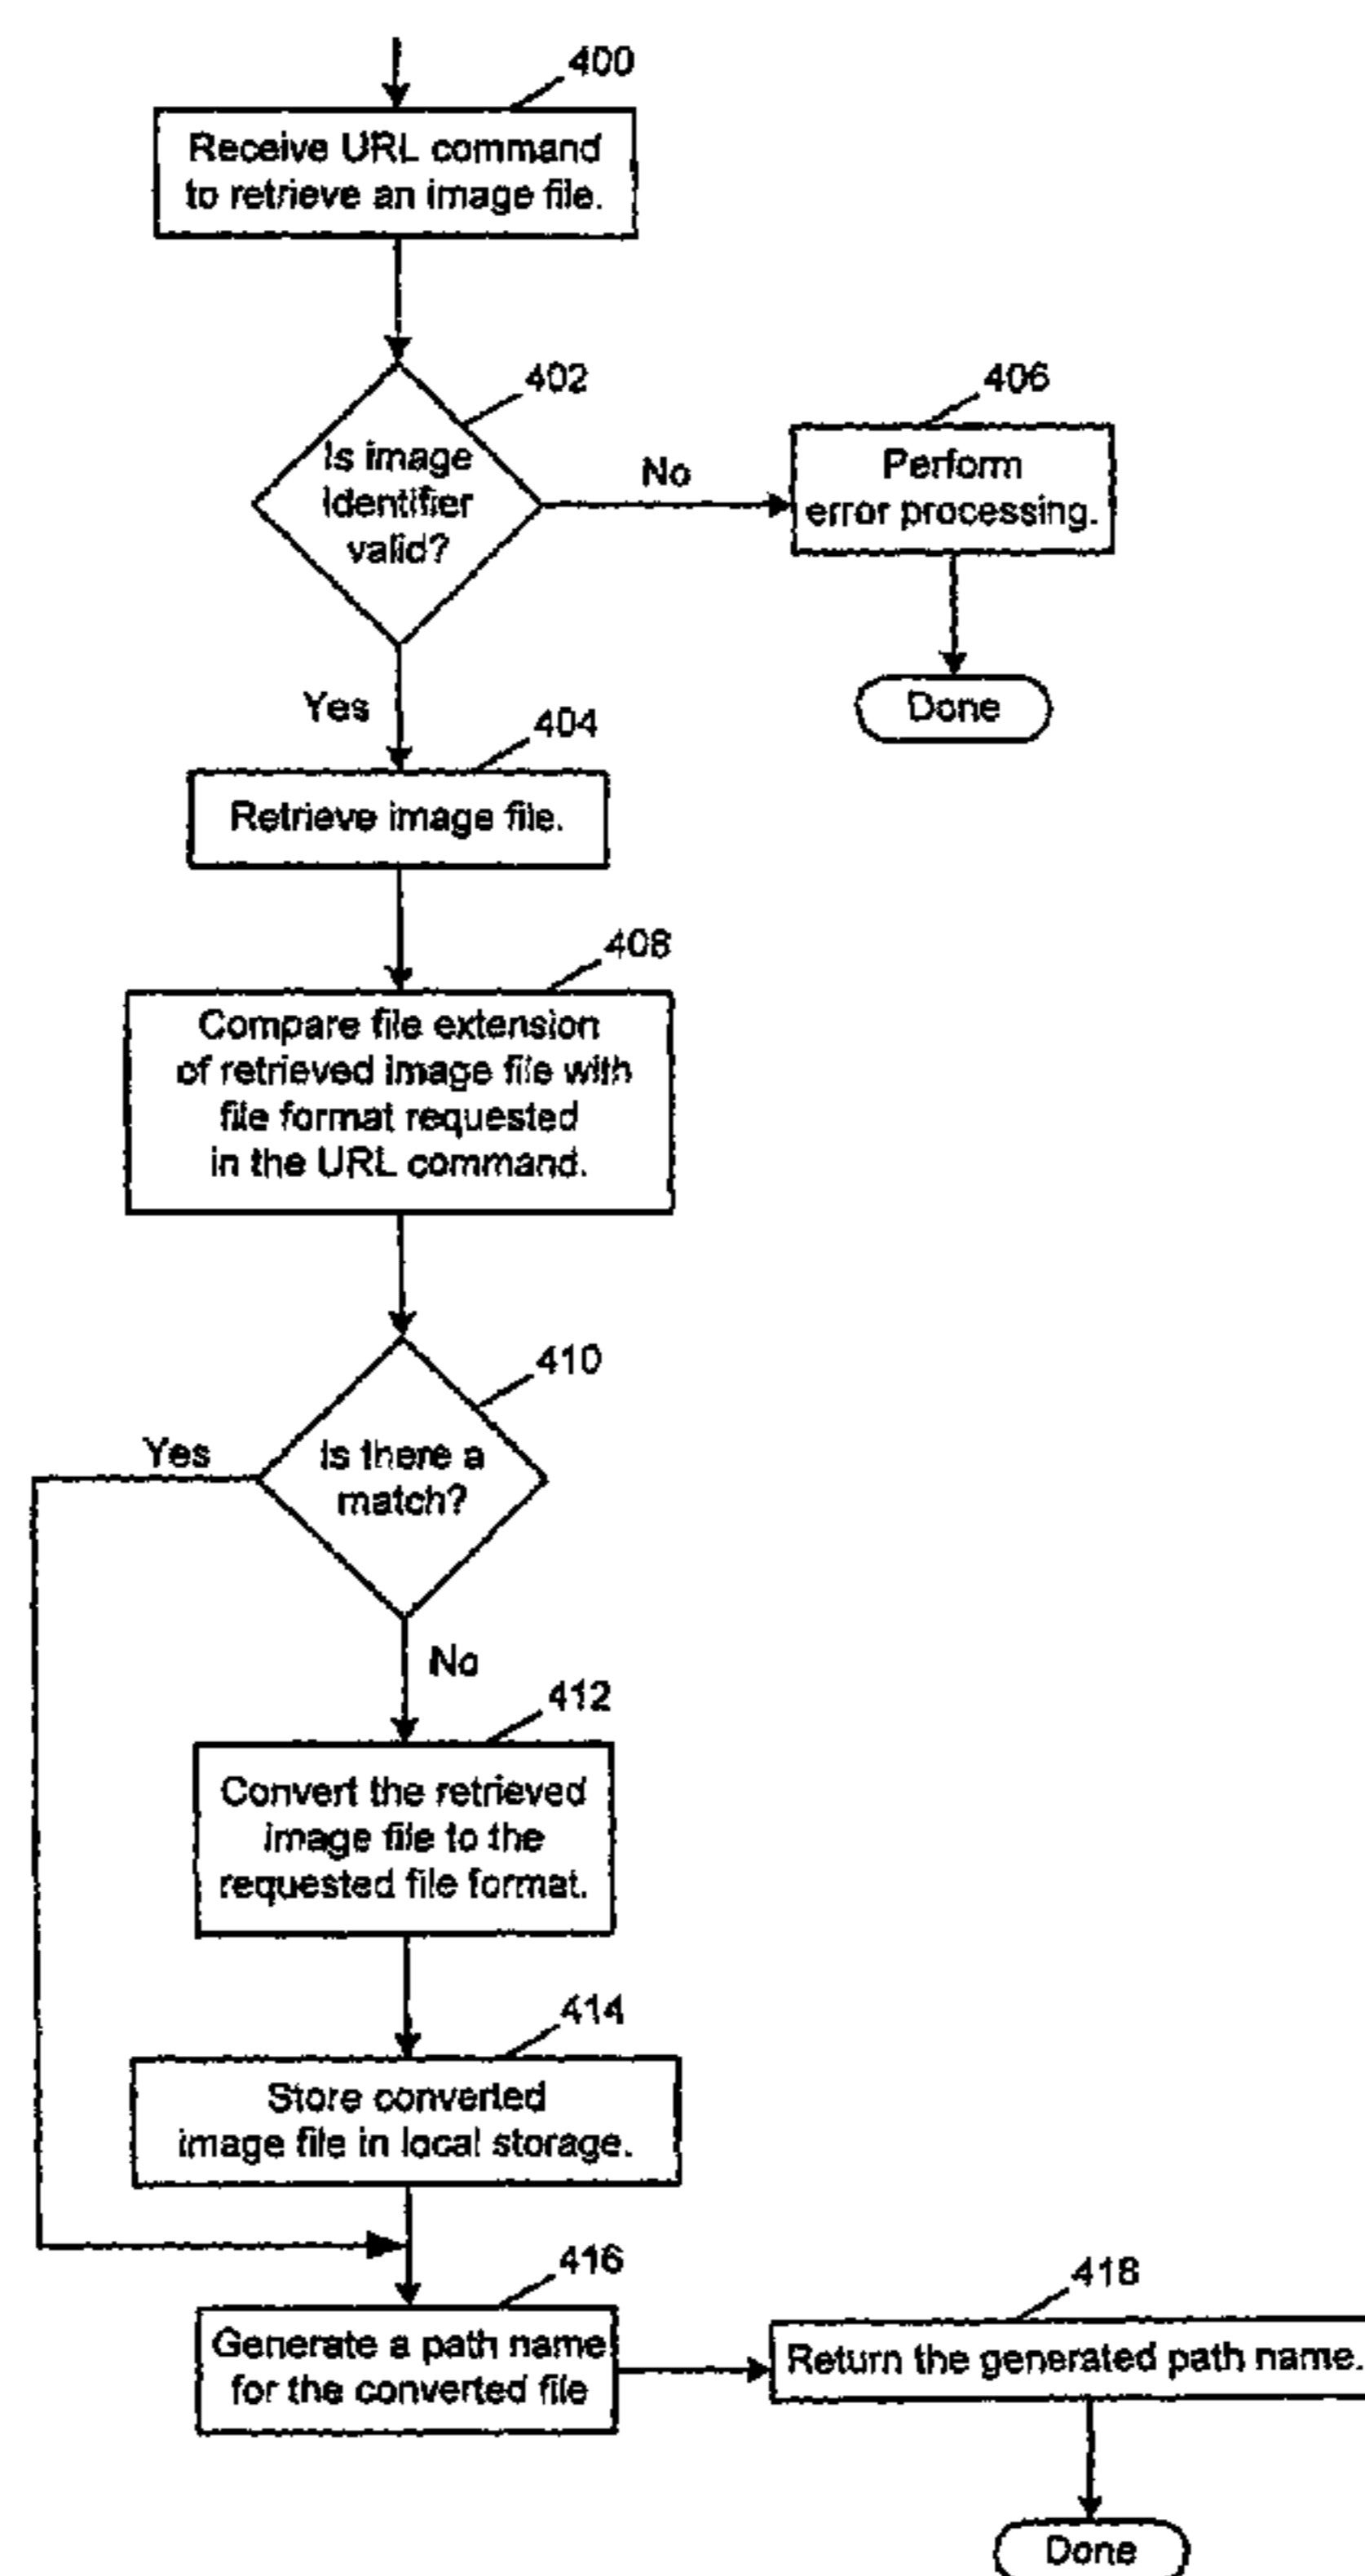 400
Receive URL command
to retrieve an image file.
402
Is image
Identifier
valid?
No
406
Perform
error processing.
Done
Yes
404
Retrieve image file.
408
Compare file extension
of retrieved image file with
file format requested
in the URL command.
410
Is there a
match?
Yes
No
412
Convert the retrieved
image file to the
requested file format.
414
Store converted
image file in local storage.
416
Generate a path name
for the converted file
418
Return the generated path name.
Done